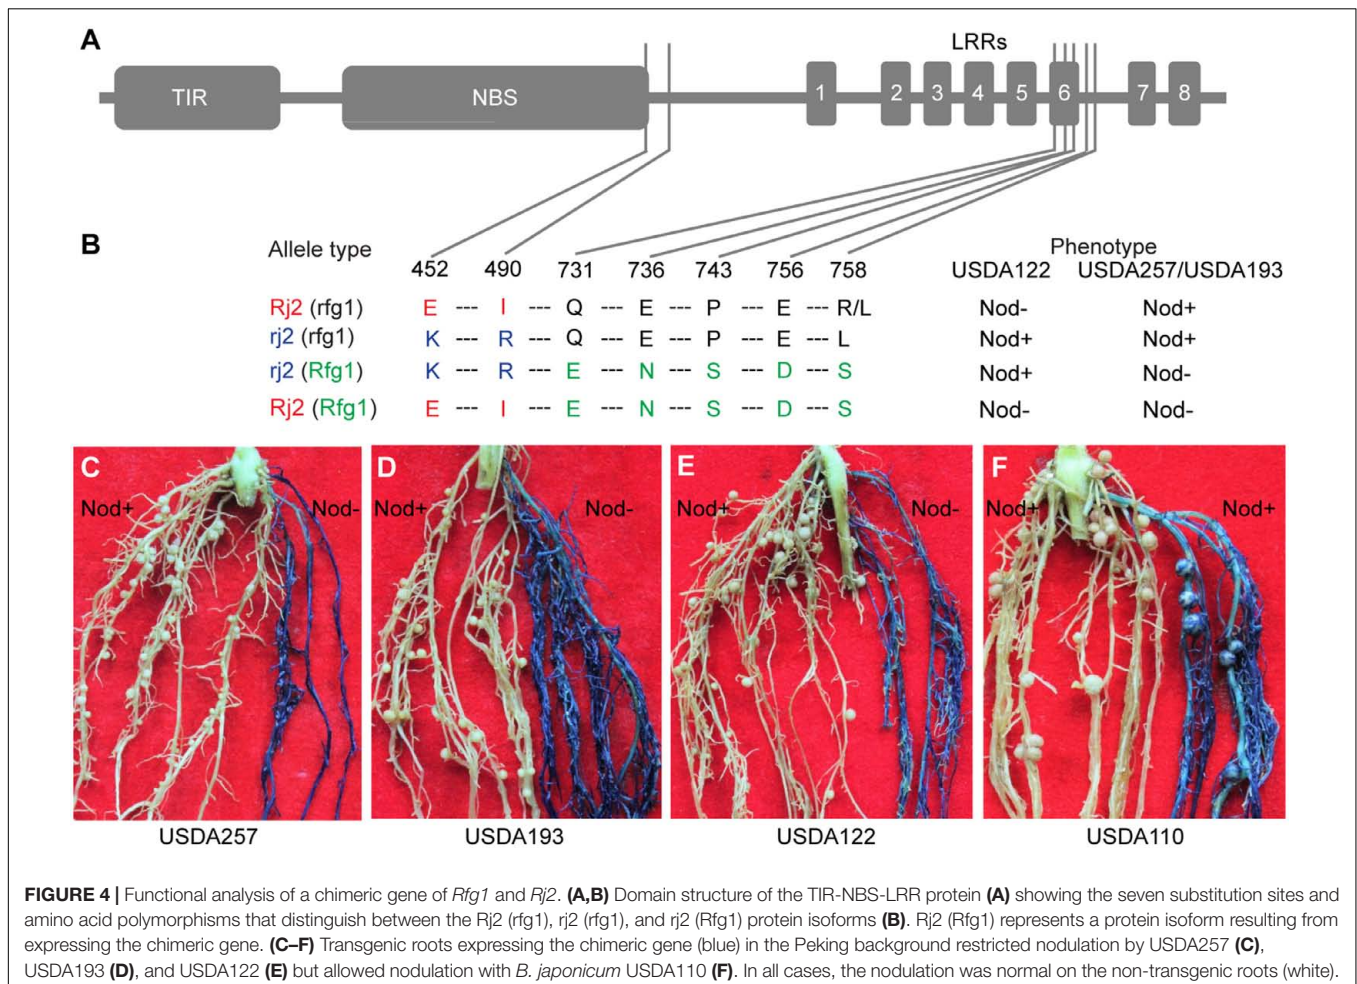 A
LRRs
TIR
NBS
1
2
3
4
5
6
7
8
B
Allele type
Phenotype
452 490 731 736 743 756 758 USDA122 USDA257/USDA193
Rj2 (rfg1) E --- I --- Q --- E --- P --- E --- R/L Nod- Nod+
rj2 (rfg1) K --- R --- Q --- E --- P --- E --- L Nod+ Nod+
rj2 (Rfg1) K --- R --- E --- N --- S --- D --- S Nod+ Nod-
Rj2 (Rfg1) E --- I --- E --- N --- S --- D --- S Nod- Nod-
C
Nod+ Nod-
D
Nod+ Nod-
E
Nod+ Nod-
F
Nod+ Nod+
USDA257 USDA193 USDA122 USDA110
FIGURE 4 | Functional analysis of a chimeric gene of Rfg1 and Rj2. (A,B) Domain structure of the TIR-NBS-LRR protein (A) showing the seven substitution sites and
amino acid polymorphisms that distinguish between the Rj2 (rfg1), rj2 (rfg1), and rj2 (Rfg1) protein isoforms (B). Rj2 (Rfg1) represents a protein isoform resulting from
expressing the chimeric gene. (C–F) Transgenic roots expressing the chimeric gene (blue) in the Peking background restricted nodulation by USDA257 (C),
USDA193 (D), and USDA122 (E) but allowed nodulation with B. japonicum USDA110 (F). In all cases, the nodulation was normal on the non-transgenic roots (white).